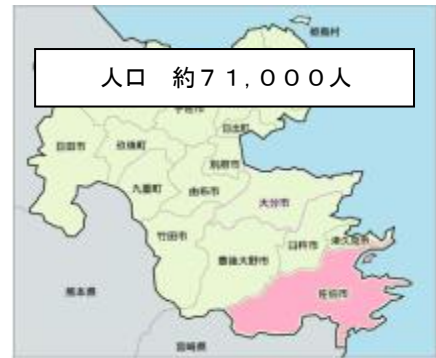 姫島村
人口　約７１,０００人
宇佐市
日出町
日田市
玖珠町
別府市
九重町
由布市
大分市
竹田市
臼杵市
津久見市
豊後大野市
佐伯市
熊本県
宮崎県